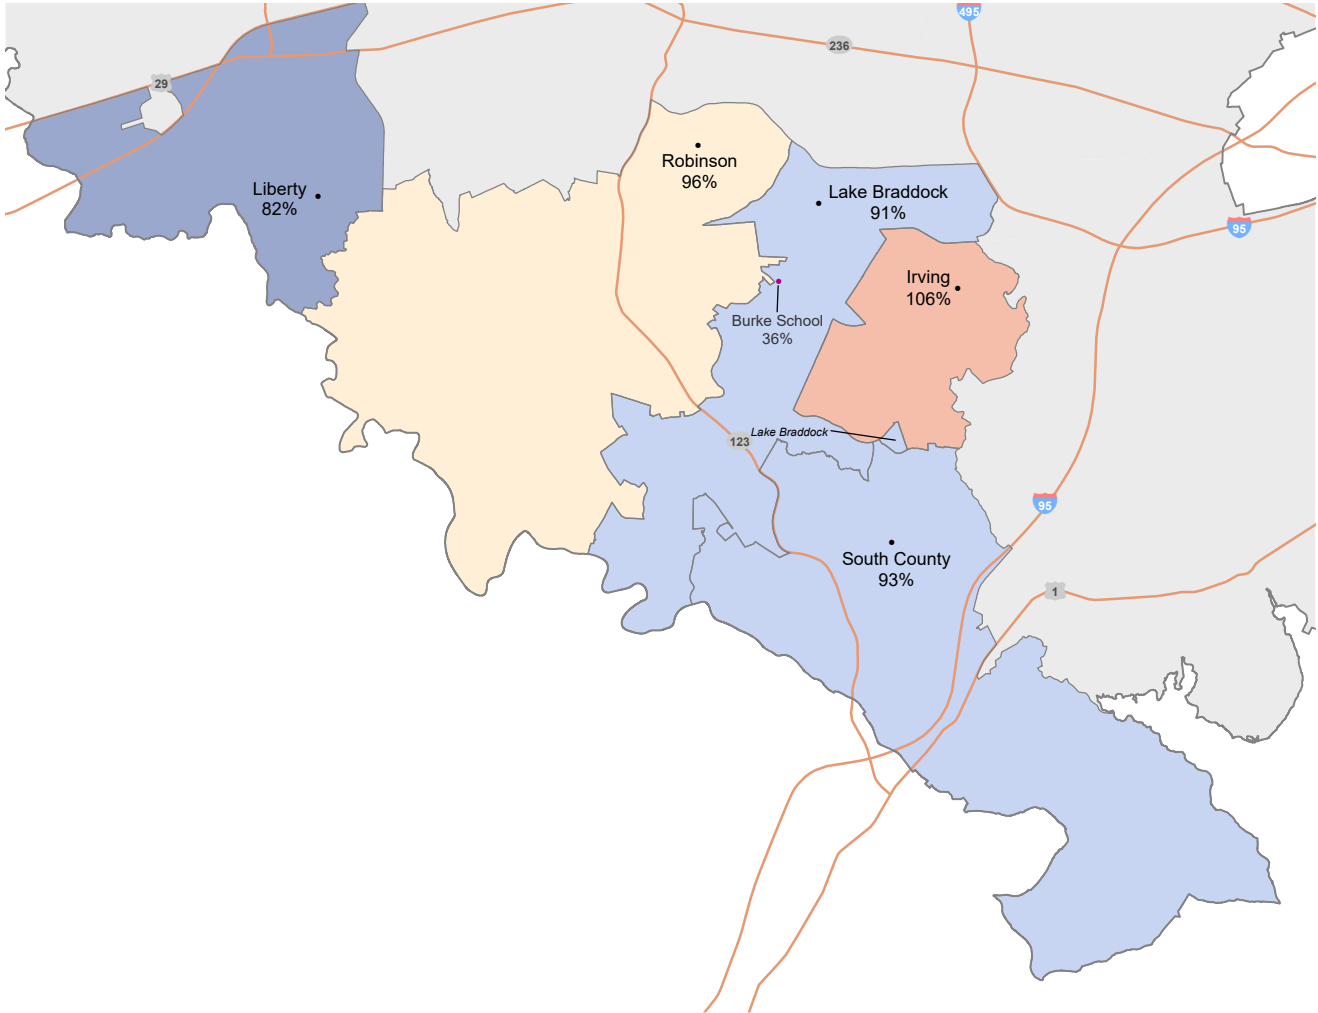 495
236
29
Robinson
96%
Liberty
82%
Lake Braddock
91%
95
Irving
106%
Burke School
36%
Lake Braddock
123
95
South County
93%
1